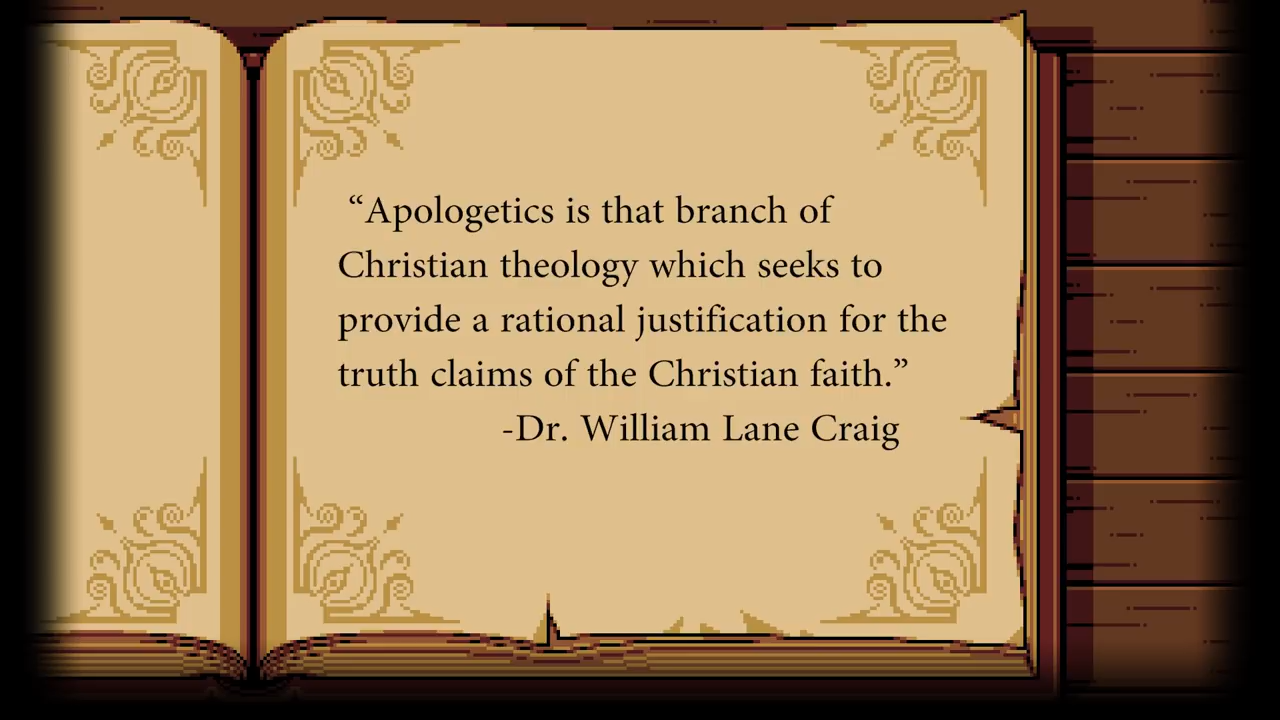 “Apologetics is that branch of
Christian theology which seeks to
provide a rational justification for the
truth claims of the Christian faith.”
-Dr. William Lane Craig